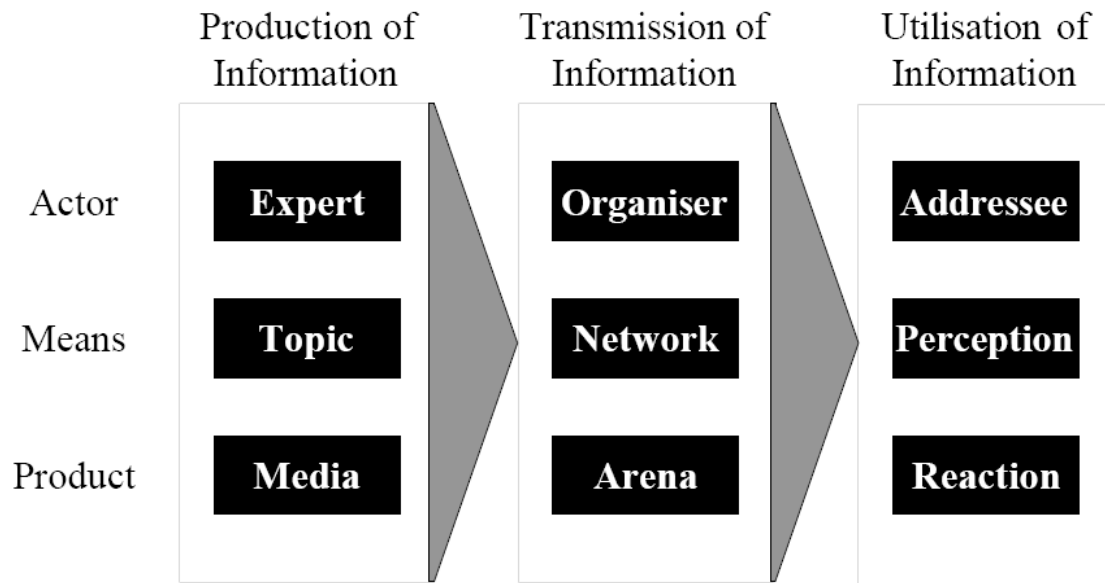 Production of
Information
Transmission of
Information
Utilisation of
Information
Actor
Expert
Organiser
Addressee
Means
Topic
Network
Perception
Product
Media
Arena
Reaction